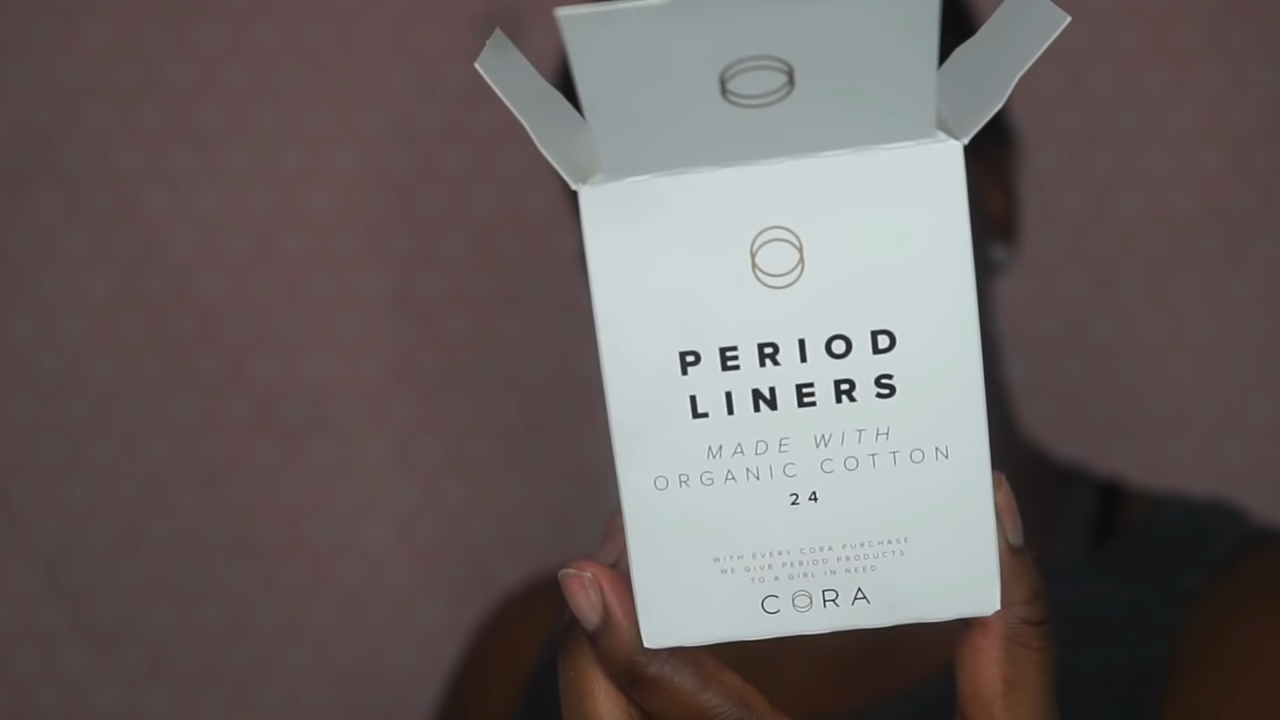 PERIOD
LINERS
MADE WITH
ORGANIC COTTON
24
WITH EVERY CORA PURCHASE
WE GIVE PERIOD PRODUCTS
TO A GIRL IN NEED
CORA